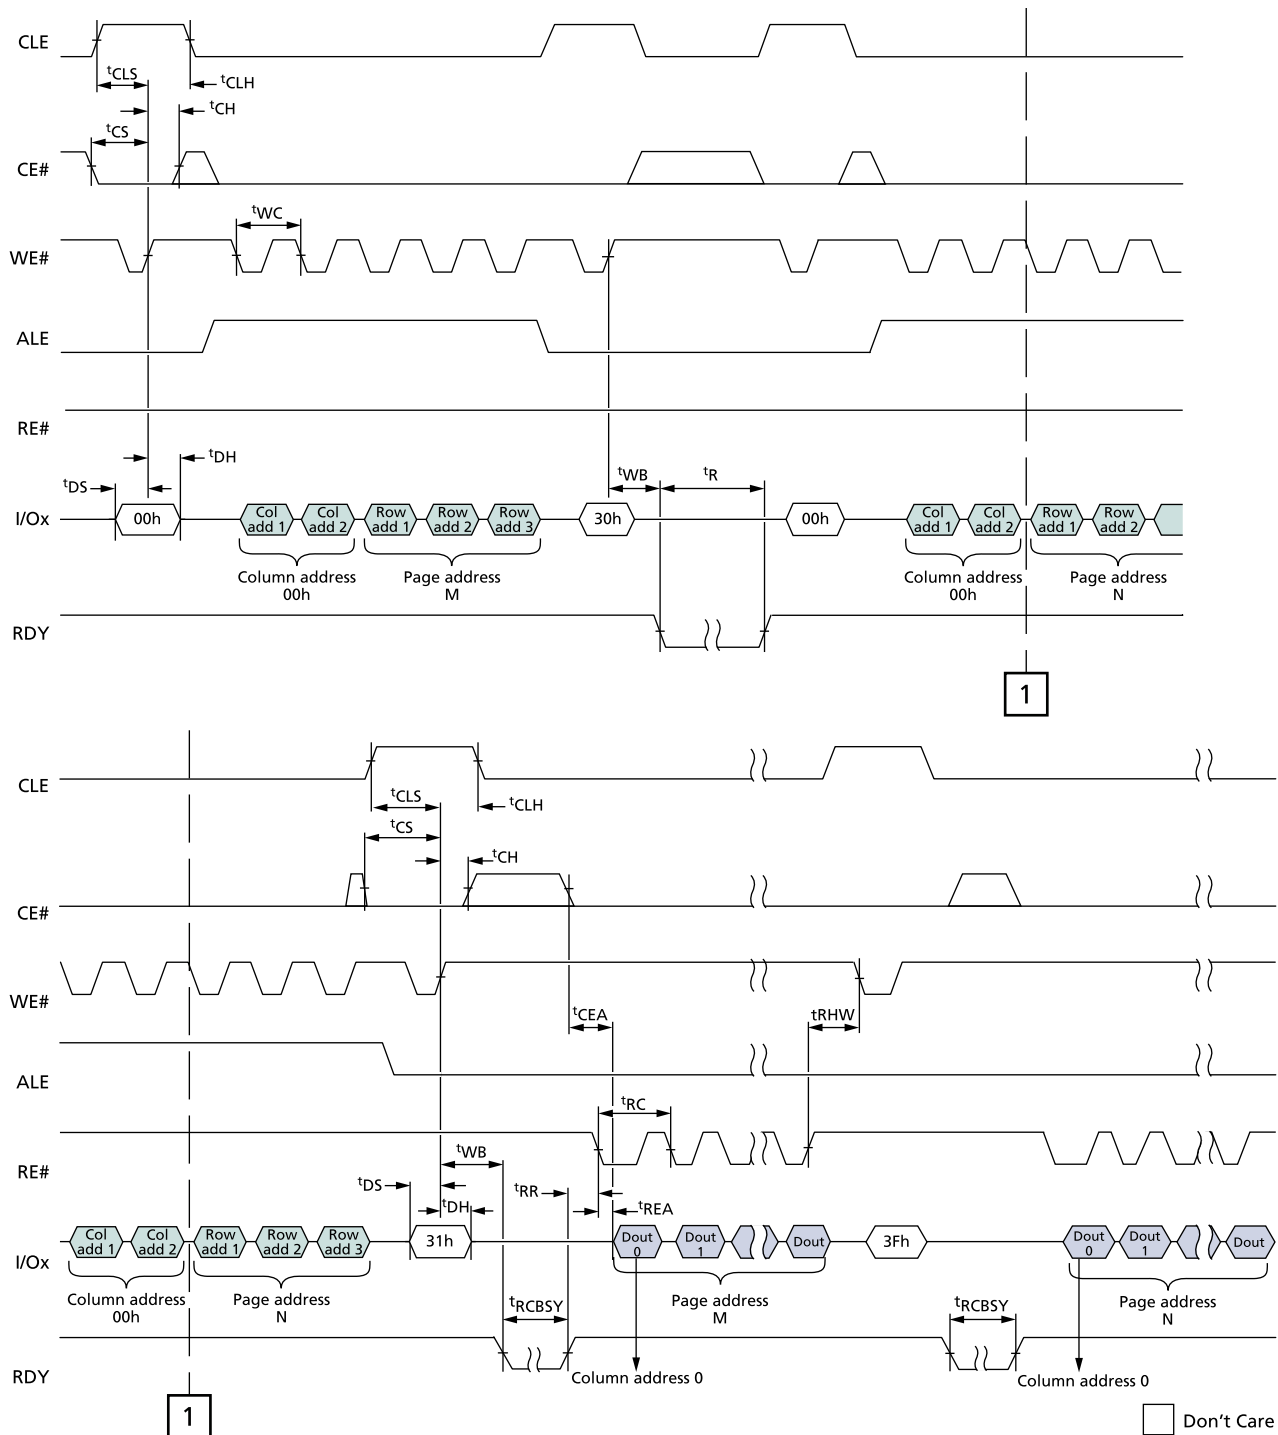 CLE
tCLS
tCLH
tCH
tCS
CE#
tWC
WE#
ALE
RE#
tDH
tDS
tWB
tR
I/Ox
00h
Col add 1
Col add 2
Row add 1
Row add 2
Row add 3
30h
00h
Col add 1
Col add 2
Row add 1
Row add 2
Column address
00h
Page address
M
Column address
00h
Page address
N
RDY
1
CLE
tCLS
tCLH
tCS
tCH
CE#
WE#
tCEA
tRHW
ALE
tRC
RE#
tWB
tDS
tRR
tDH
tREA
I/Ox
Col add 1
Col add 2
Row add 1
Row add 2
Row add 3
31h
Dout 0
Dout 1
Dout
3Fh
Dout 0
Dout 1
Dout
Column address
00h
Page address
N
Page address
M
Page address
N
tRCBSY
tRCBSY
RDY
Column address 0
Column address 0
1
Don't Care